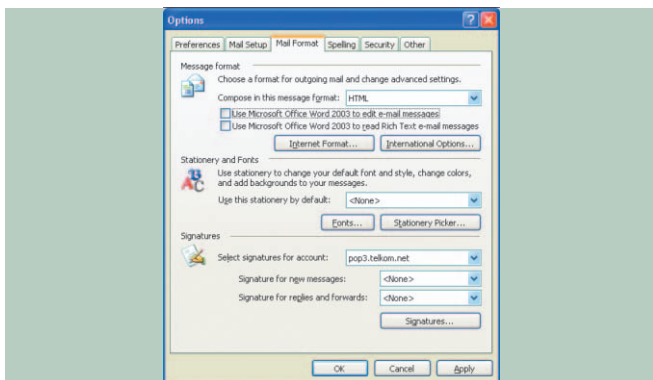 Options
Preferences Mail Setup Mail Format Spelling Security Other
Message format
Choose a format for outgoing mail and change advanced settings.
Compose in this message format: HTML
Use Microsoft Office Word 2003 to edit e-mail messages
Use Microsoft Office Word 2003 to read Rich Text e-mail messages
Internet Format... International Options...
Stationery and Fonts
Use stationery to change your default font and style, change colors,
and add backgrounds to your messages.
Use this stationery by default: <None>
Fonts... Stationery Picker...
Signatures
Select signatures for account: pop3.telkom.net
Signature for new messages: <None>
Signature for replies and forwards: <None>
Signatures...
OK Cancel Apply